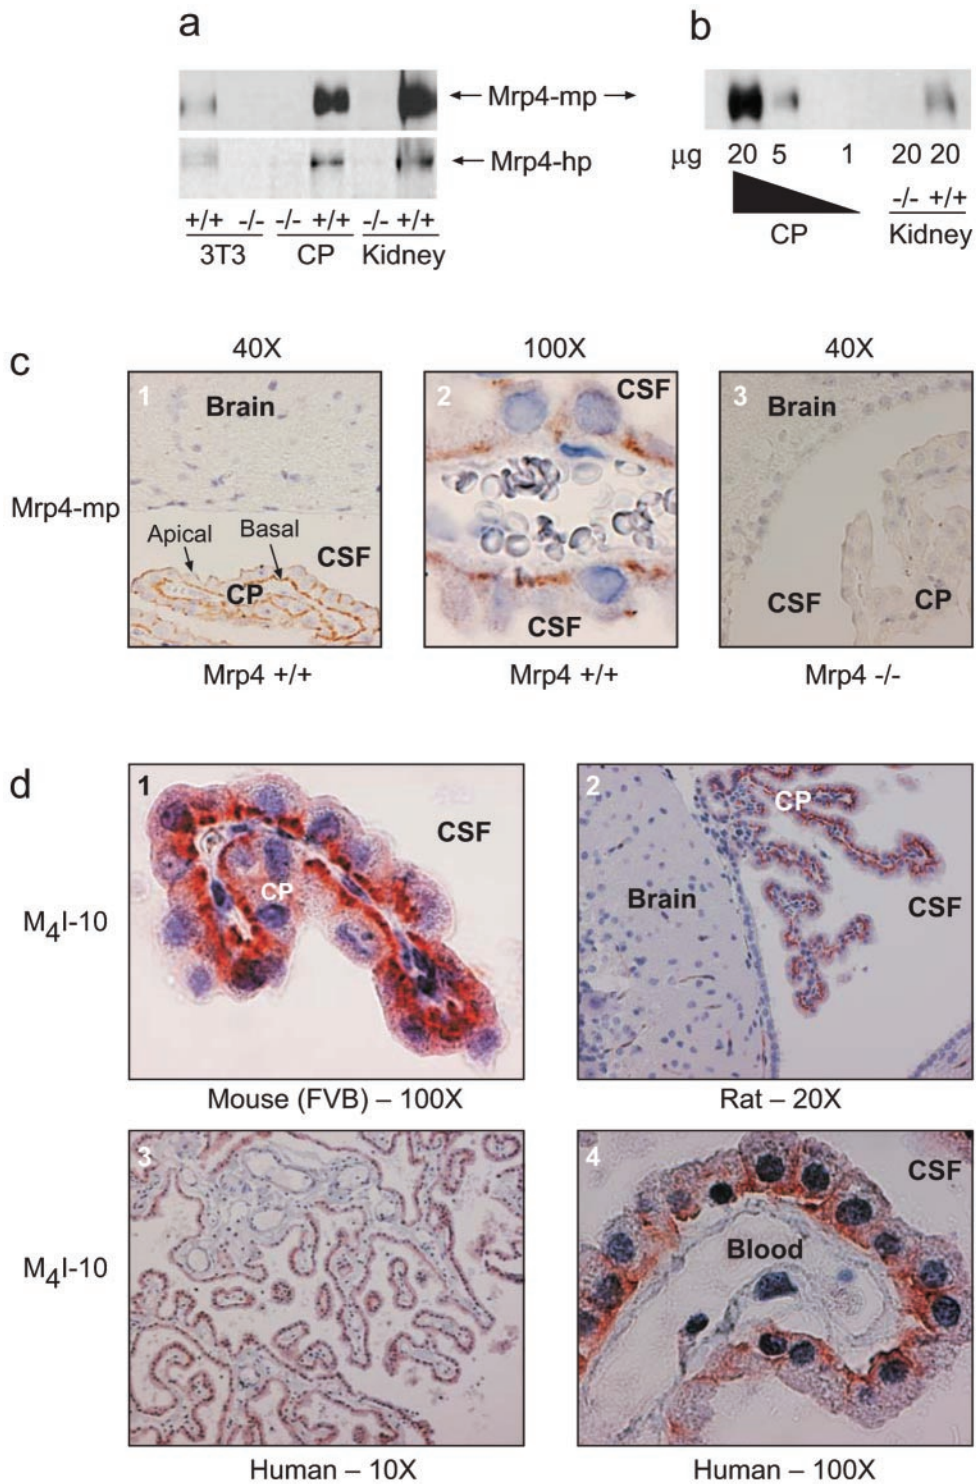 a
b
Mrp4-mp
Mrp4-hp
+/+ -/- -/- +/+ -/- +/+
3T3 CP Kidney
µg 20 5 1 20 20
-/- +/+
CP Kidney
c
40X 100X 40X
Mrp4-mp
1
Brain
Apical Basal
CSF
CP
2
CSF
CSF
3
Brain
CSF
CP
Mrp4 +/+ Mrp4 +/+ Mrp4 -/-
d
M4I-10
1
CSF
CP
2
CP
Brain
CSF
Mouse (FVB) – 100X Rat – 20X
M4I-10
3
4
CSF
Blood
Human – 10X Human – 100X